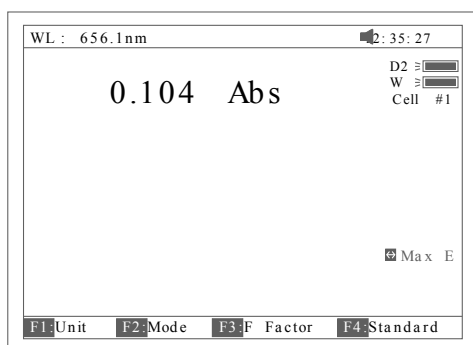 WL: 656.1nm 2:35:27
D2
W
Cell #1
0.104 Abs
Max E
F1:Unit F2:Mode F3:F Factor F4:Standard